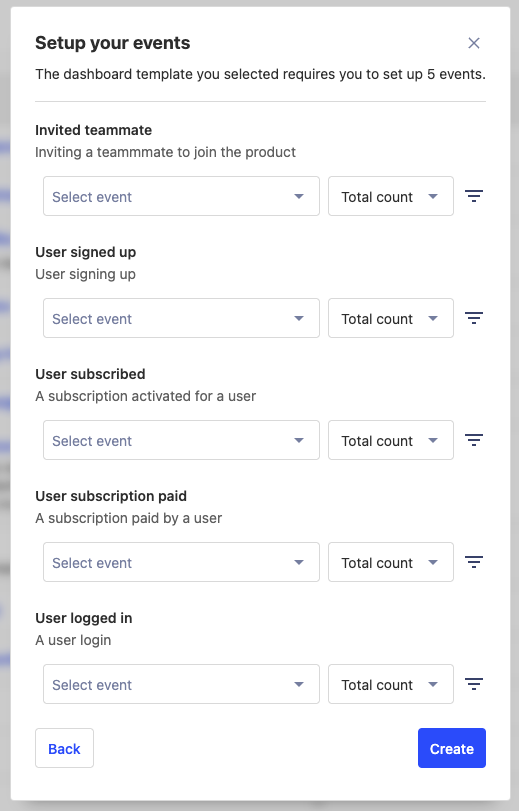 Setup your events
The dashboard template you selected requires you to set up 5 events.
Invited teammate
Inviting a teammmate to join the product
Select event
Total count
User signed up
User signing up
Select event
Total count
User subscribed
A subscription activated for a user
Select event
Total count
User subscription paid
A subscription paid by a user
Select event
Total count
User logged in
A user login
Select event
Total count
Back
Create